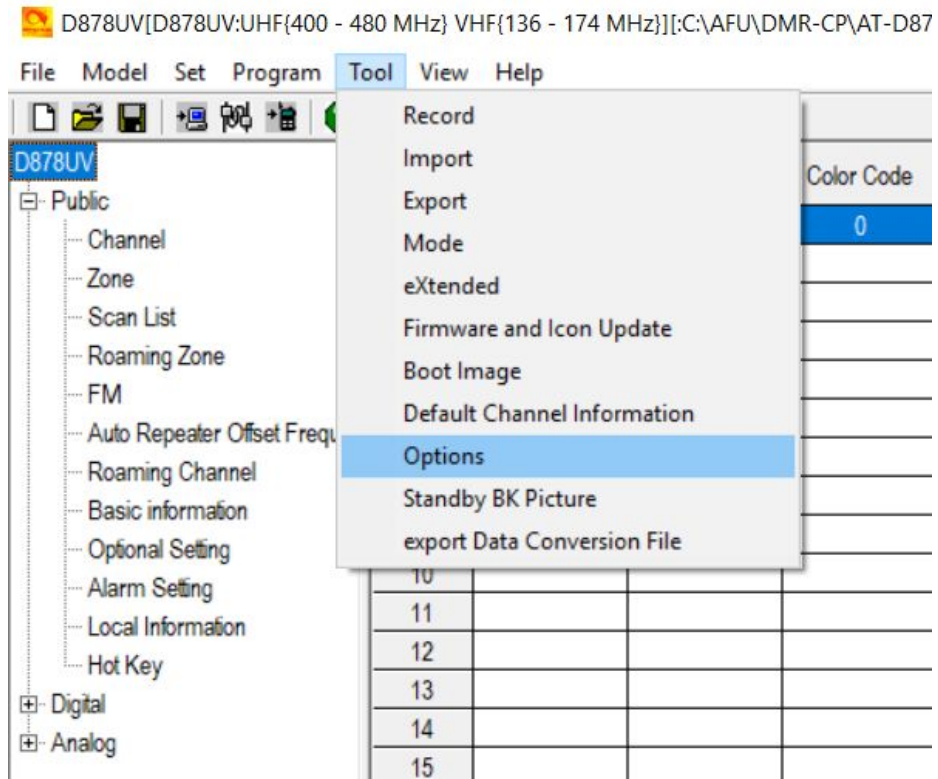 D878UV[D878UV:UHF{400 - 480 MHz} VHF{136 - 174 MHz}][:C:\AFU\DMR-CP\AT-D87
File Model Set Program Tool View Help
Record
Import
Export
Mode
eXtended
Firmware and Icon Update
Boot Image
Default Channel Information
Options
Standby BK Picture
export Data Conversion File
D878UV
Public
Channel
Zone
Scan List
Roaming Zone
FM
Auto Repeater Offset Frequ
Roaming Channel
Basic information
Optional Setting
Alarm Setting
Local Information
Hot Key
Digital
Analog
Color Code
0
10
11
12
13
14
15